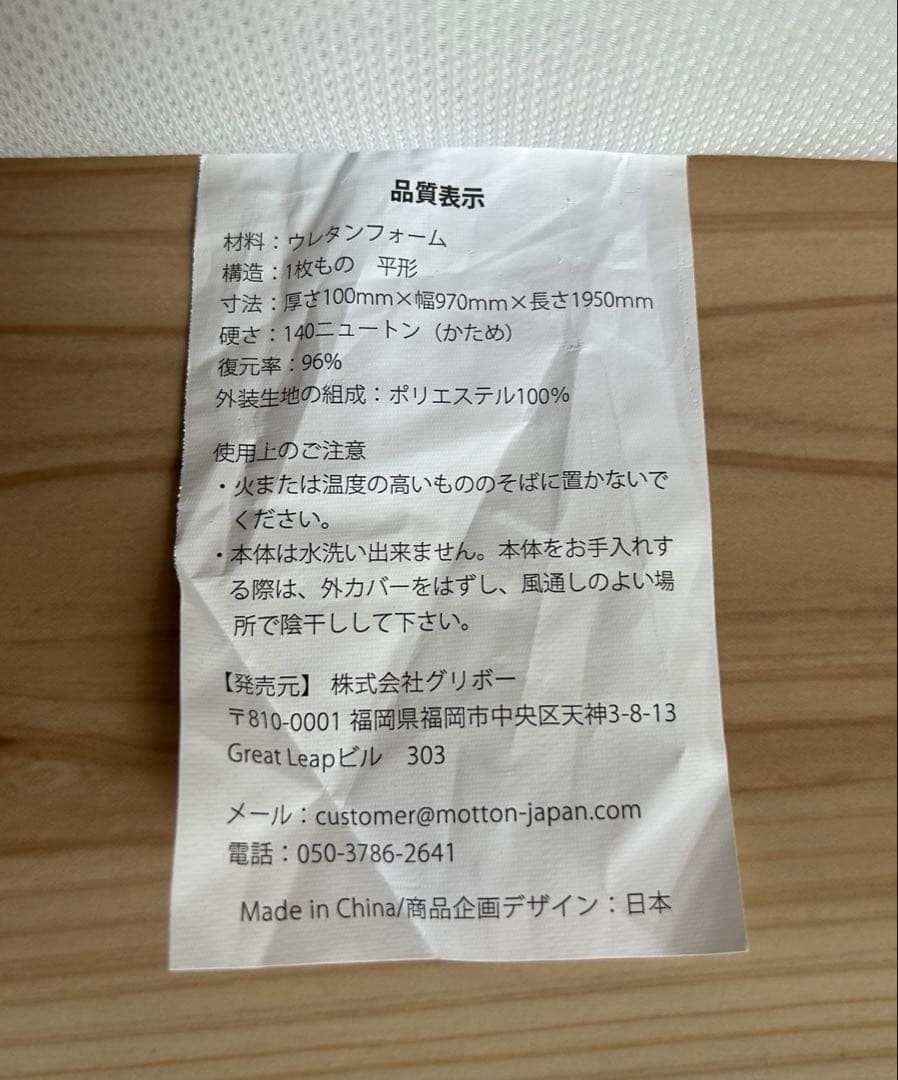 品質表示
材料：ウレタンフォーム
構造：1枚もの　平形
寸法：厚さ100mm×幅970mm×長さ1950mm
硬さ：140ニュートン（かため）
復元率：96%
外装生地の組成：ポリエステル100%
使用上のご注意
・火または温度の高いもののそばに置かないで
ください。
・本体は水洗い出来ません。本体をお手入れす
る際は、外カバーをはずし、風通しのよい場
所で陰干しして下さい。
【発売元】 株式会社グリボー
〒810-0001 福岡県福岡市中央区天神3-8-13
Great Leapビル　303
メール：customer@motton-japan.com
電話：050-3786-2641
Made in China/商品企画デザイン：日本